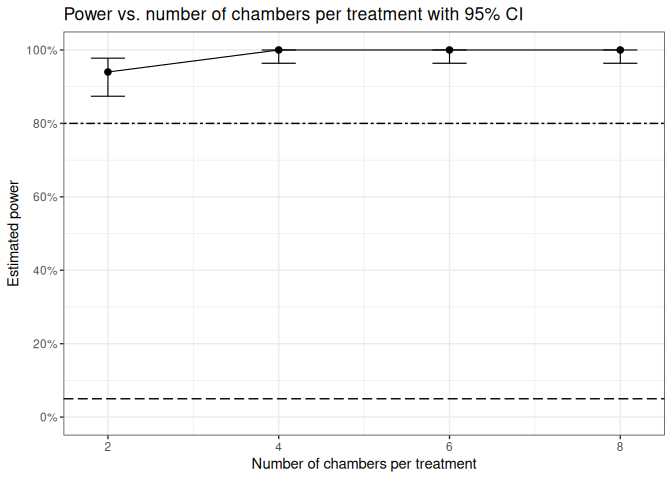 Power vs. number of chambers per treatment with 95% CI
100%
80%
60%
40%
20%
0%
Estimated power
2 4 6 8
Number of chambers per treatment